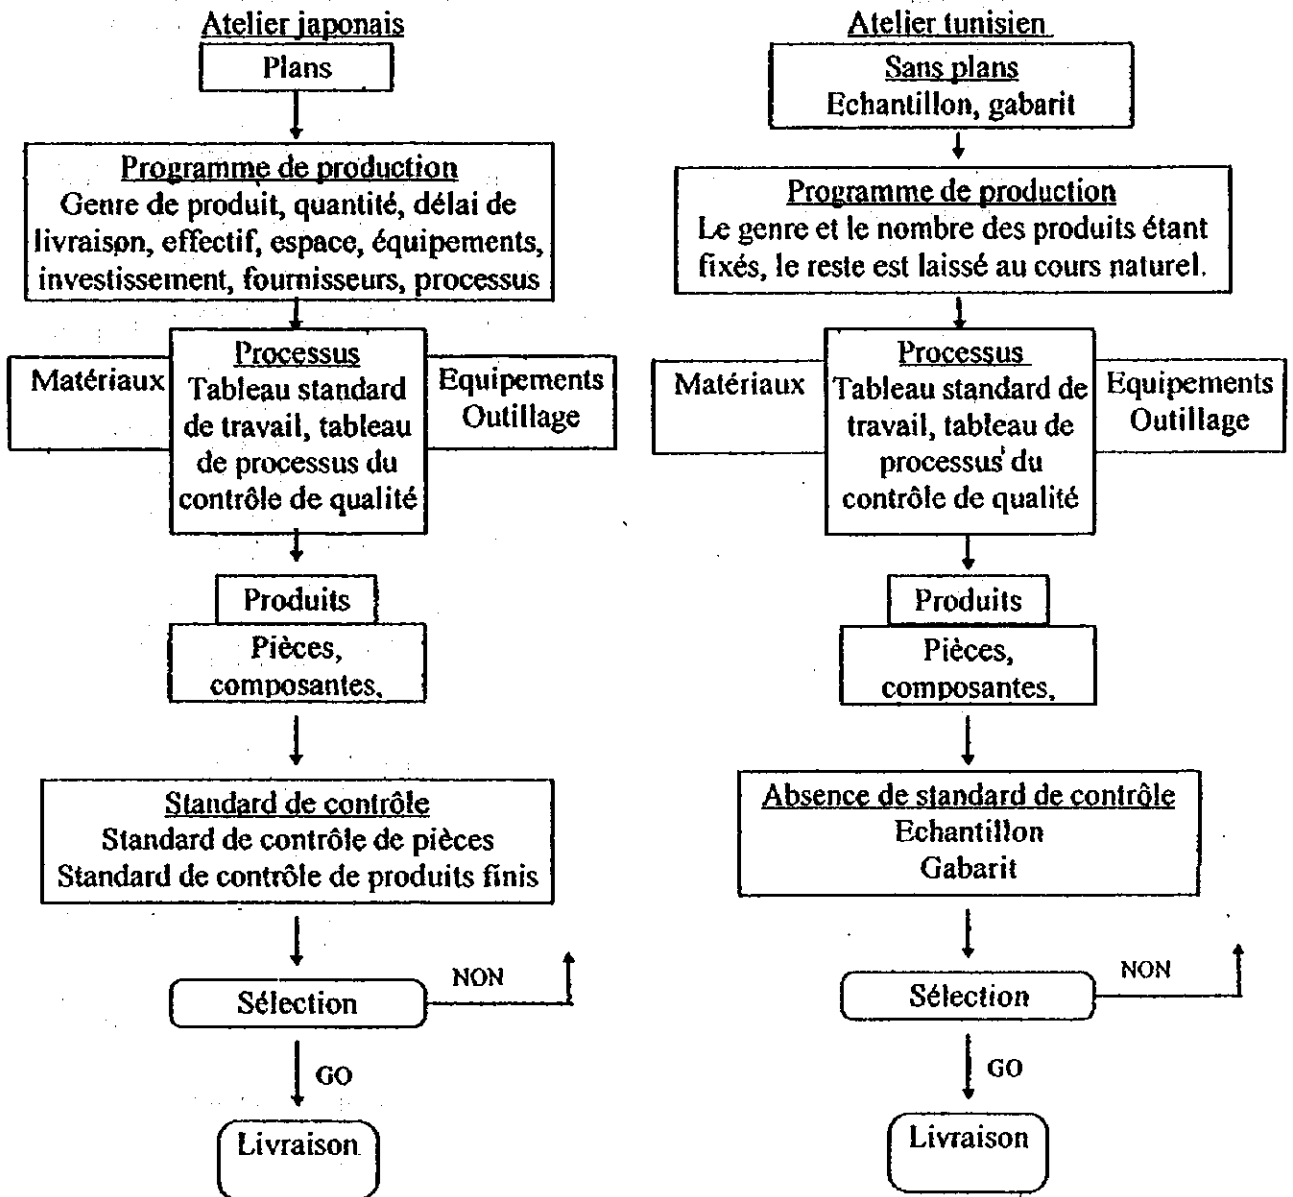 Atelier japonais
Plans
Programme de production
Genre de produit, quantité, délai de
livraison, effectif, espace, équipements,
investissement, fournisseurs, processus
Matériaux
Processus
Tableau standard
de travail, tableau
de processus du
contrôle de qualité
Equipements
Outillage
Produits
Pièces,
composantes,
Standard de contrôle
Standard de contrôle de pièces
Standard de contrôle de produits finis
Sélection
NON
GO
Livraison
Atelier tunisien
Sans plans
Echantillon, gabarit
Programme de production
Le genre et le nombre des produits étant
fixés, le reste est laissé au cours naturel.
Matériaux
Processus
Tableau standard de
travail, tableau de
processus du
contrôle de qualité
Equipements
Outillage
Produits
Pièces,
composantes,
Absence de standard de contrôle
Echantillon
Gabarit
Sélection
NON
GO
Livraison